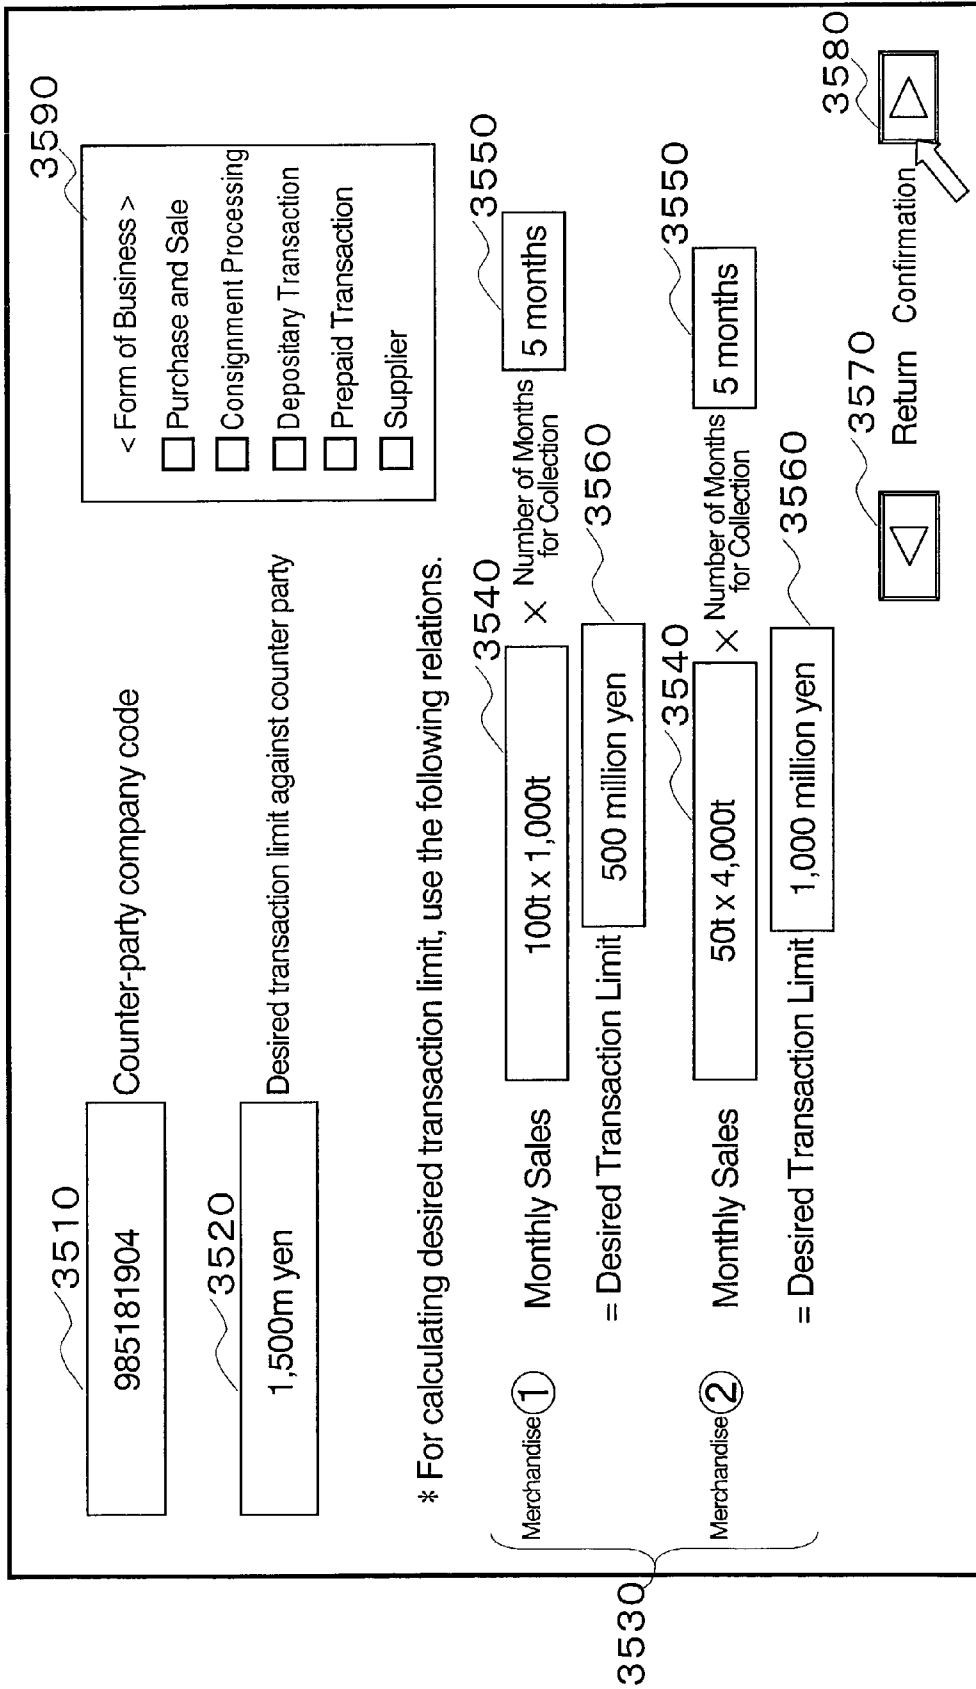 3510
985181904
Counter-party company code
3520
1,500m yen
Desired transaction limit against counter party
3590
< Form of Business >
Purchase and Sale
Consignment Processing
Depositary Transaction
Prepaid Transaction
Supplier
* For calculating desired transaction limit, use the following relations.
3530
Merchandise ①
Monthly Sales
3540
100t x 1,000t
×
Number of Months
for Collection
3550
5 months
= Desired Transaction Limit
3560
500 million yen
Merchandise ②
Monthly Sales
3540
50t x 4,000t
×
Number of Months
for Collection
3550
5 months
= Desired Transaction Limit
3560
1,000 million yen
3570
Return
Confirmation
3580